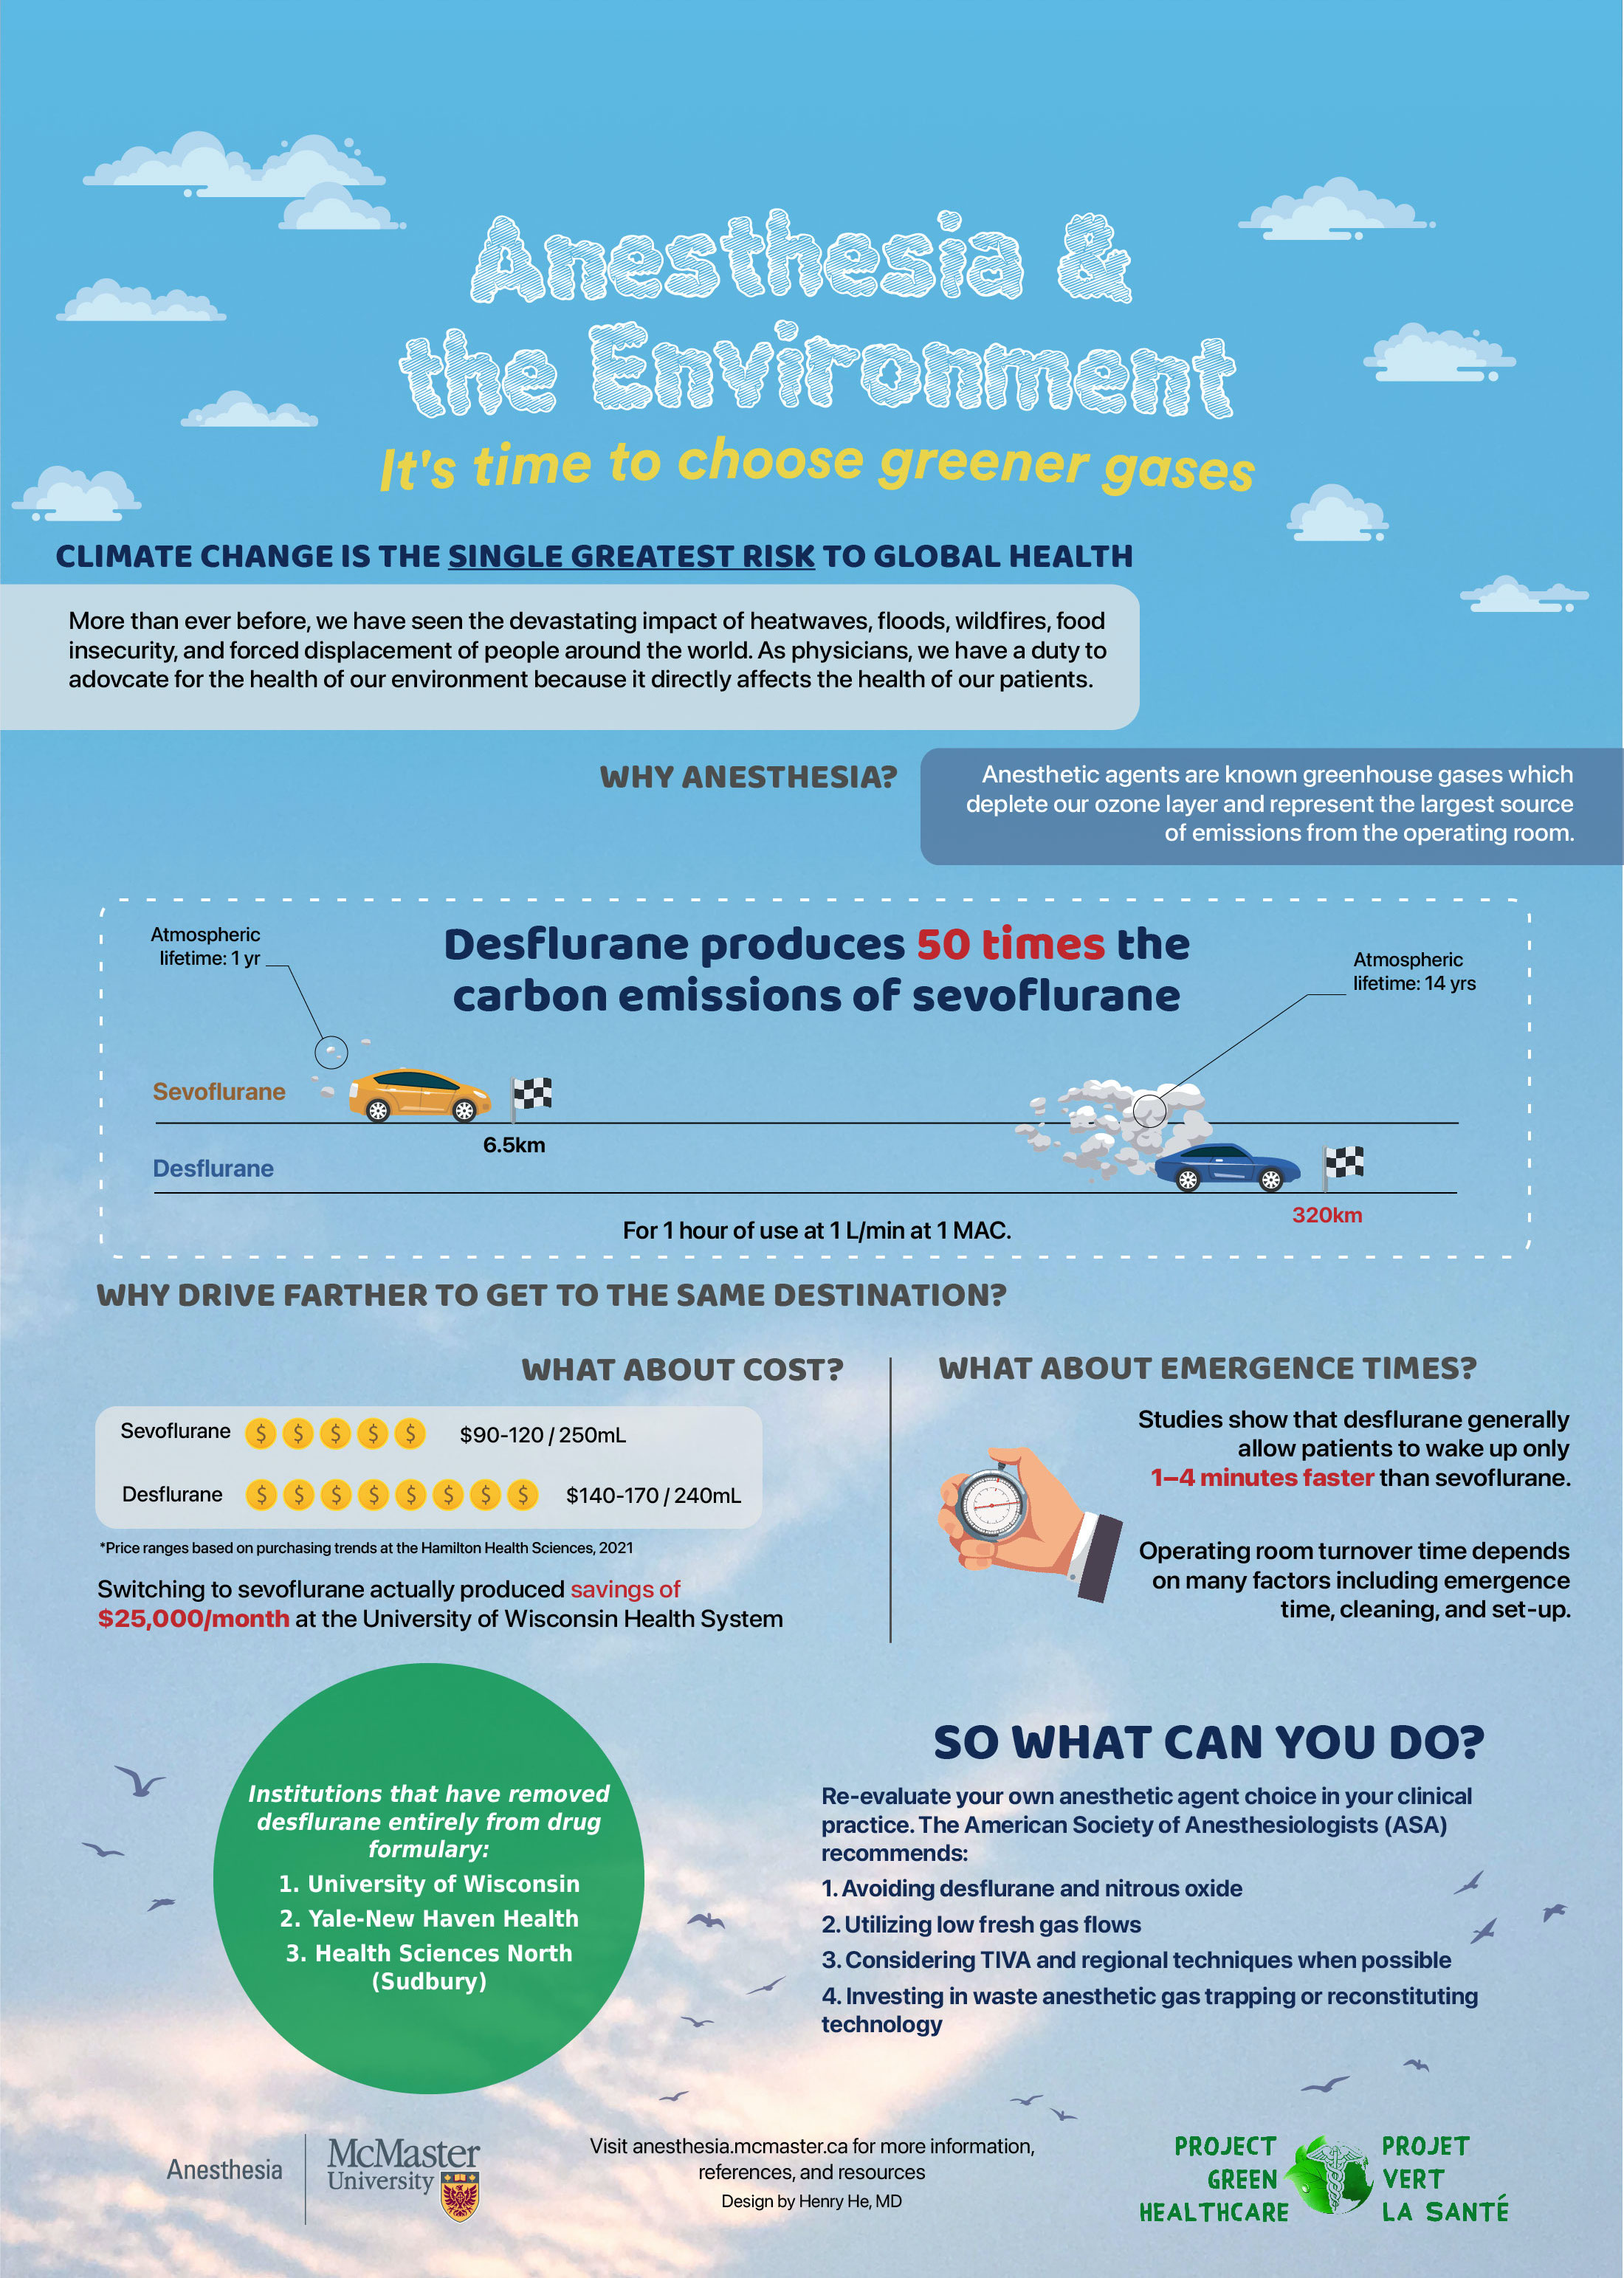 Anesthesia &
the Environment
It's time to choose greener gases
CLIMATE CHANGE IS THE SINGLE GREATEST RISK TO GLOBAL HEALTH
More than ever before, we have seen the devastating impact of heatwaves, floods, wildfires, food
insecurity, and forced displacement of people around the world. As physicians, we have a duty to
adovcate for the health of our environment because it directly affects the health of our patients.
WHY ANESTHESIA?
Anesthetic agents are known greenhouse gases which
deplete our ozone layer and represent the largest source
of emissions from the operating room.
Desflurane produces 50 times the
carbon emissions of sevoflurane
Atmospheric
lifetime: 1 yr
Atmospheric
lifetime: 14 yrs
Sevoflurane
6.5km
Desflurane
320km
For 1 hour of use at 1 L/min at 1 MAC.
WHY DRIVE FARTHER TO GET TO THE SAME DESTINATION?
WHAT ABOUT COST?
Sevoflurane $ $ $ $ $ $90-120 / 250mL
Desflurane $ $ $ $ $ $ $ $ $140-170 / 240mL
*Price ranges based on purchasing trends at the Hamilton Health Sciences, 2021
Switching to sevoflurane actually produced savings of
$25,000/month at the University of Wisconsin Health System
WHAT ABOUT EMERGENCE TIMES?
Studies show that desflurane generally
allow patients to wake up only
1–4 minutes faster than sevoflurane.
Operating room turnover time depends
on many factors including emergence
time, cleaning, and set-up.
Institutions that have removed
desflurane entirely from drug
formulary:
1. University of Wisconsin
2. Yale-New Haven Health
3. Health Sciences North
(Sudbury)
SO WHAT CAN YOU DO?
Re-evaluate your own anesthetic agent choice in your clinical
practice. The American Society of Anesthesiologists (ASA)
recommends:
1. Avoiding desflurane and nitrous oxide
2. Utilizing low fresh gas flows
3. Considering TIVA and regional techniques when possible
4. Investing in waste anesthetic gas trapping or reconstituting
technology
Anesthesia
McMaster
University
Visit anesthesia.mcmaster.ca for more information,
references, and resources
Design by Henry He, MD
PROJECT
GREEN
HEALTHCARE
PROJET
VERT
LA SANTÉ